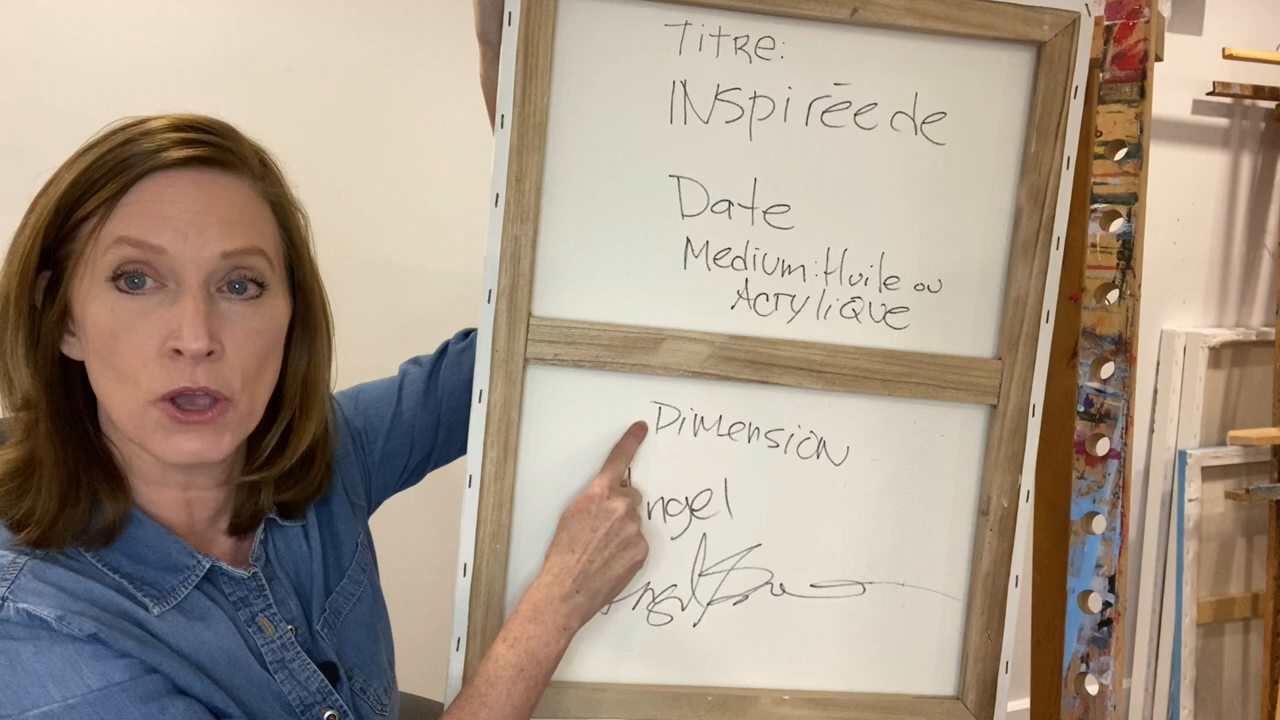 Titre:
INspirée de
Date
Medium: Huile ou
Acrylique
Dimension
ngel